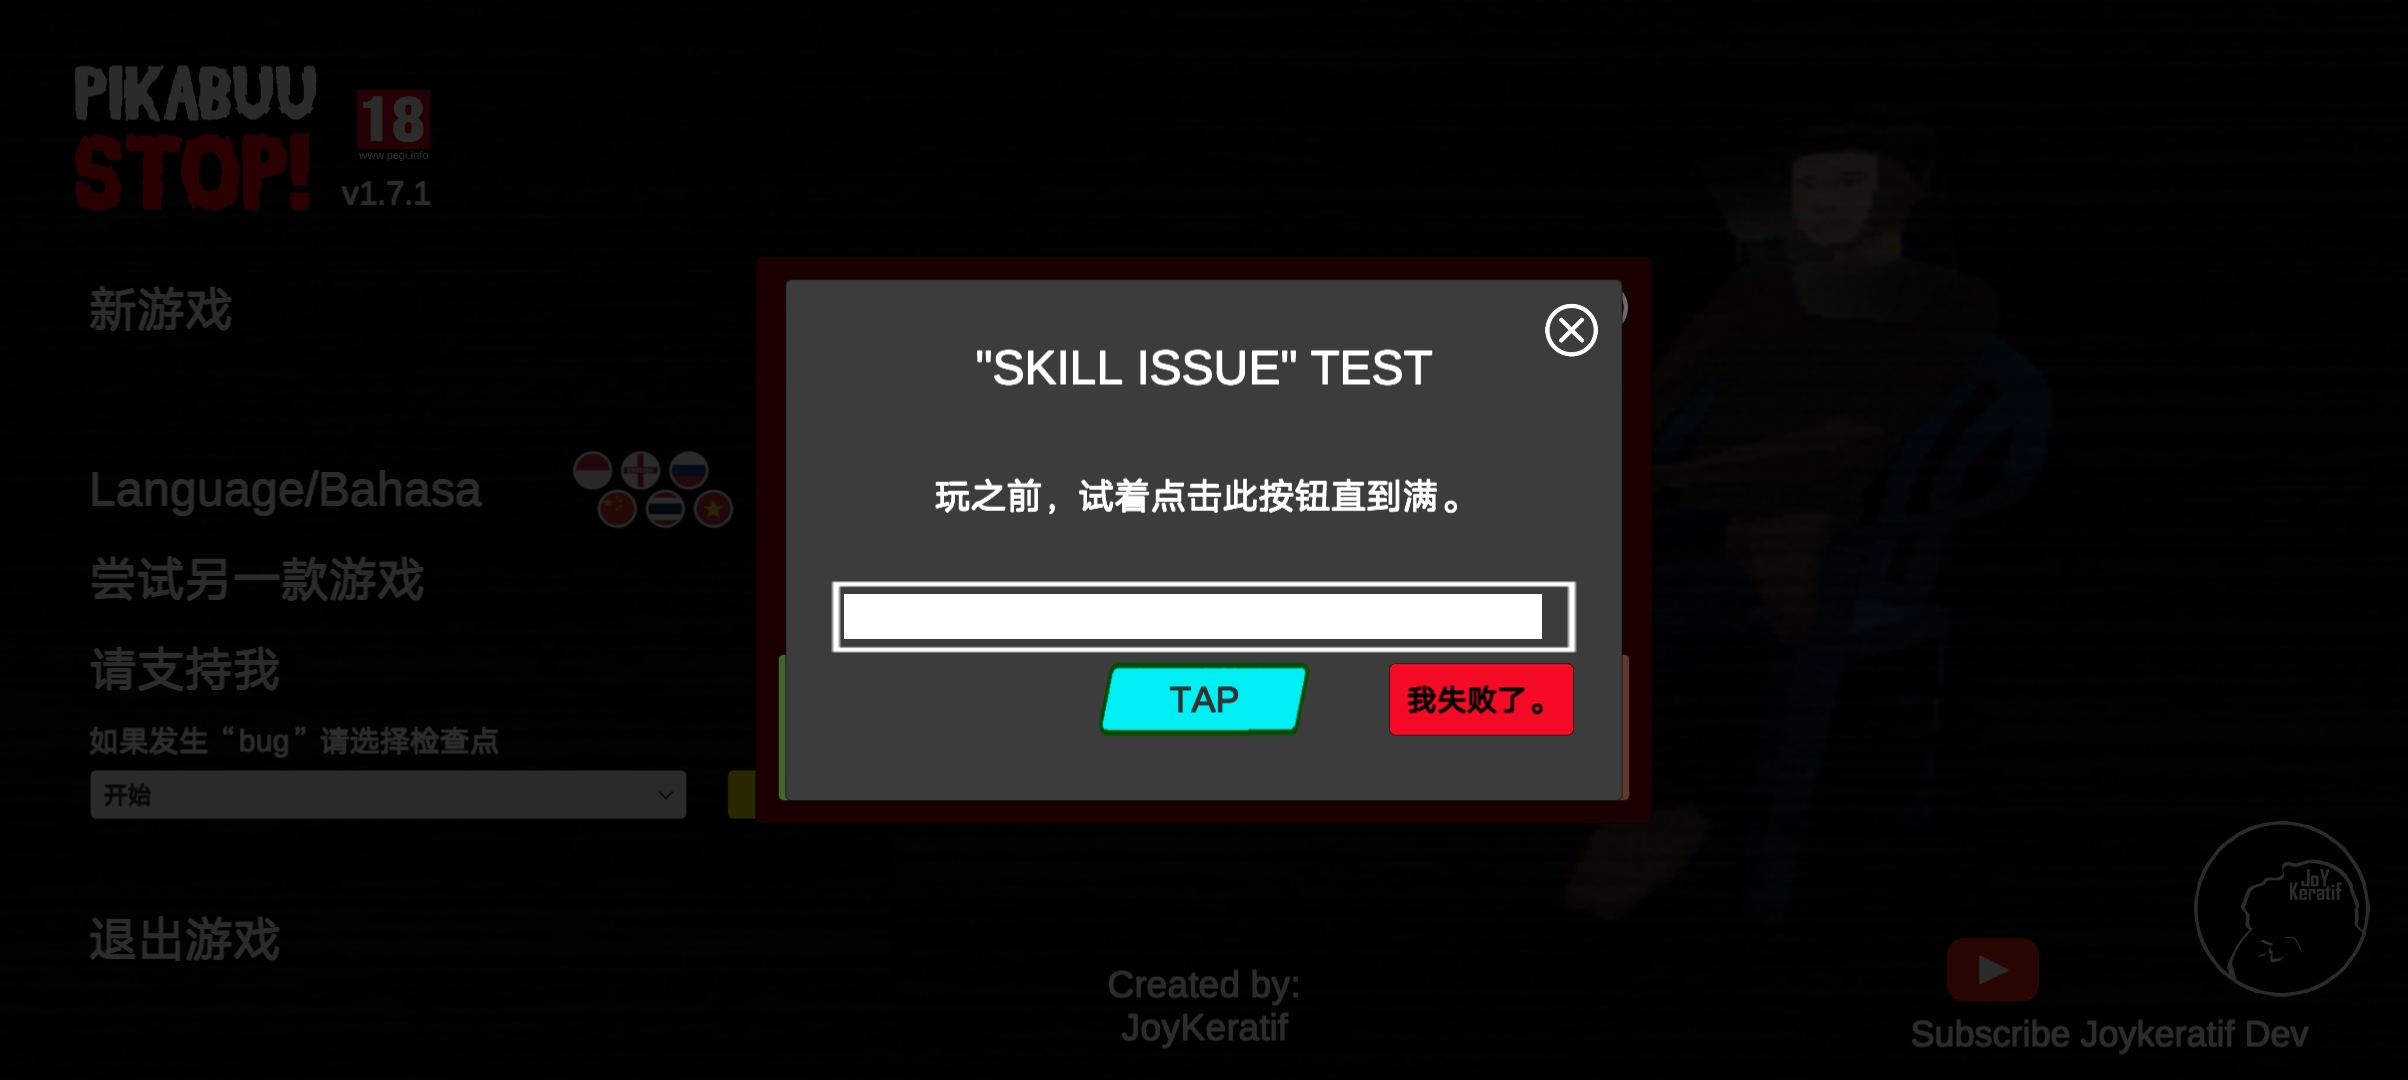 PIKABUU
STOP!
18
www.pegi.info
v1.7.1
新游戏
Language/Bahasa
尝试另一款游戏
请支持我
如果发生“bug”请选择检查点
开始
退出游戏
"SKILL ISSUE" TEST
玩之前，试着点击此按钮直到满。
TAP
我失败了。
Created by:
JoyKeratif
JoY
Keratif
Subscribe Joykeratif Dev